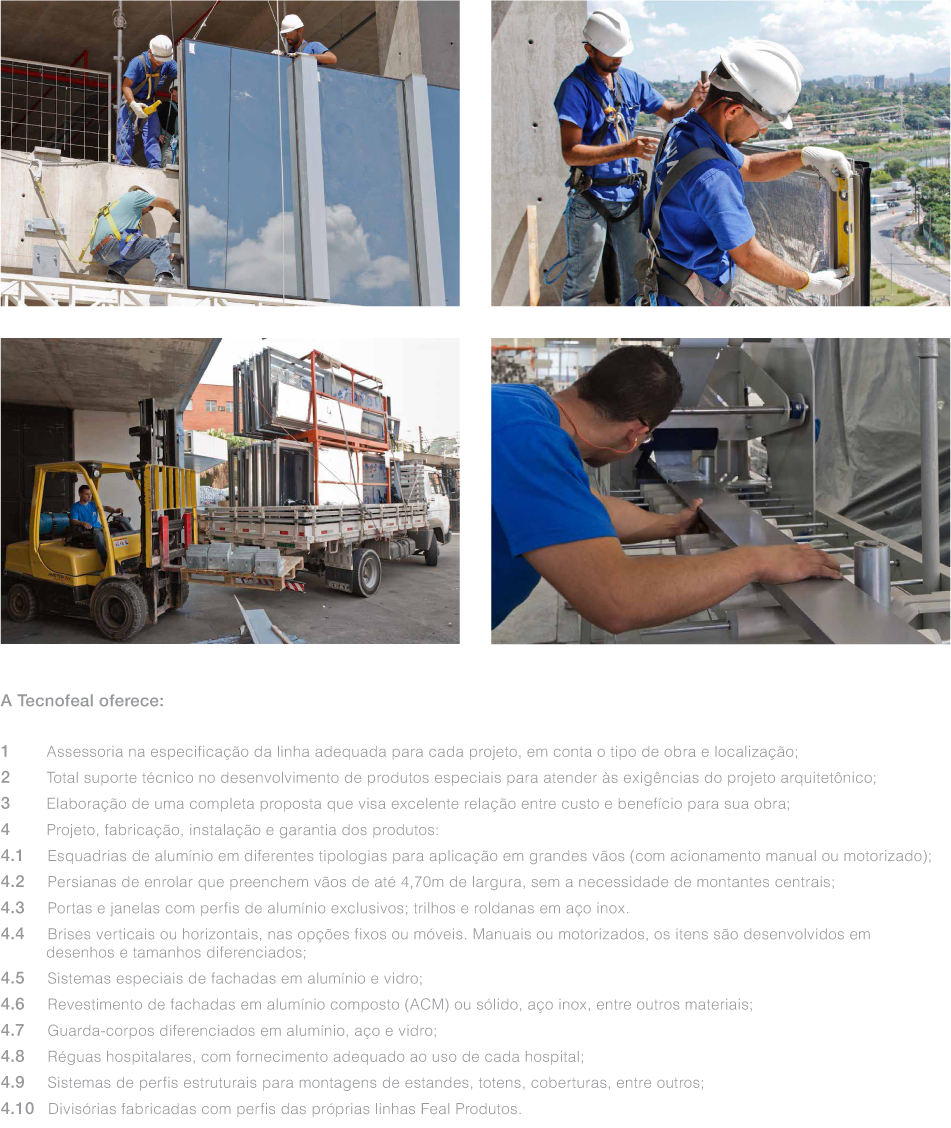 A Tecnofeal oferece:
1 Assessoria na especificação da linha adequada para cada projeto, em conta o tipo de obra e localização;
2 Total suporte técnico no desenvolvimento de produtos especiais para atender às exigências do projeto arquitetônico;
3 Elaboração de uma completa proposta que visa excelente relação entre custo e benefício para sua obra;
4 Projeto, fabricação, instalação e garantia dos produtos:
4.1 Esquadrias de alumínio em diferentes tipologias para aplicação em grandes vãos (com acionamento manual ou motorizado);
4.2 Persianas de enrolar que preenchem vãos de até 4,70m de largura, sem a necessidade de montantes centrais;
4.3 Portas e janelas com perfis de alumínio exclusivos; trilhos e roldanas em aço inox.
4.4 Brises verticais ou horizontais, nas opções fixos ou móveis. Manuais ou motorizados, os itens são desenvolvidos em
desenhos e tamanhos diferenciados;
4.5 Sistemas especiais de fachadas em alumínio e vidro;
4.6 Revestimento de fachadas em alumínio composto (ACM) ou sólido, aço inox, entre outros materiais;
4.7 Guarda-corpos diferenciados em alumínio, aço e vidro;
4.8 Réguas hospitalares, com fornecimento adequado ao uso de cada hospital;
4.9 Sistemas de perfis estruturais para montagens de estandes, totens, coberturas, entre outros;
4.10 Divisórias fabricadas com perfis das próprias linhas Feal Produtos.